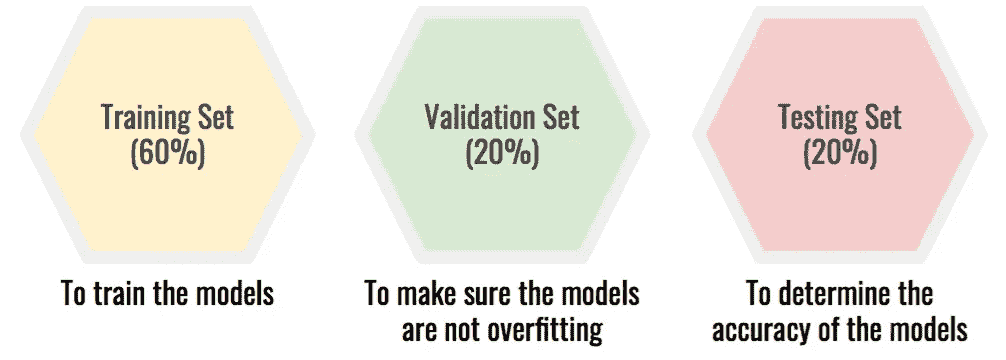 Training Set
(60%)
Validation Set
(20%)
Testing Set
(20%)
To train the models
To make sure the models
are not overfitting
To determine the
accuracy of the models